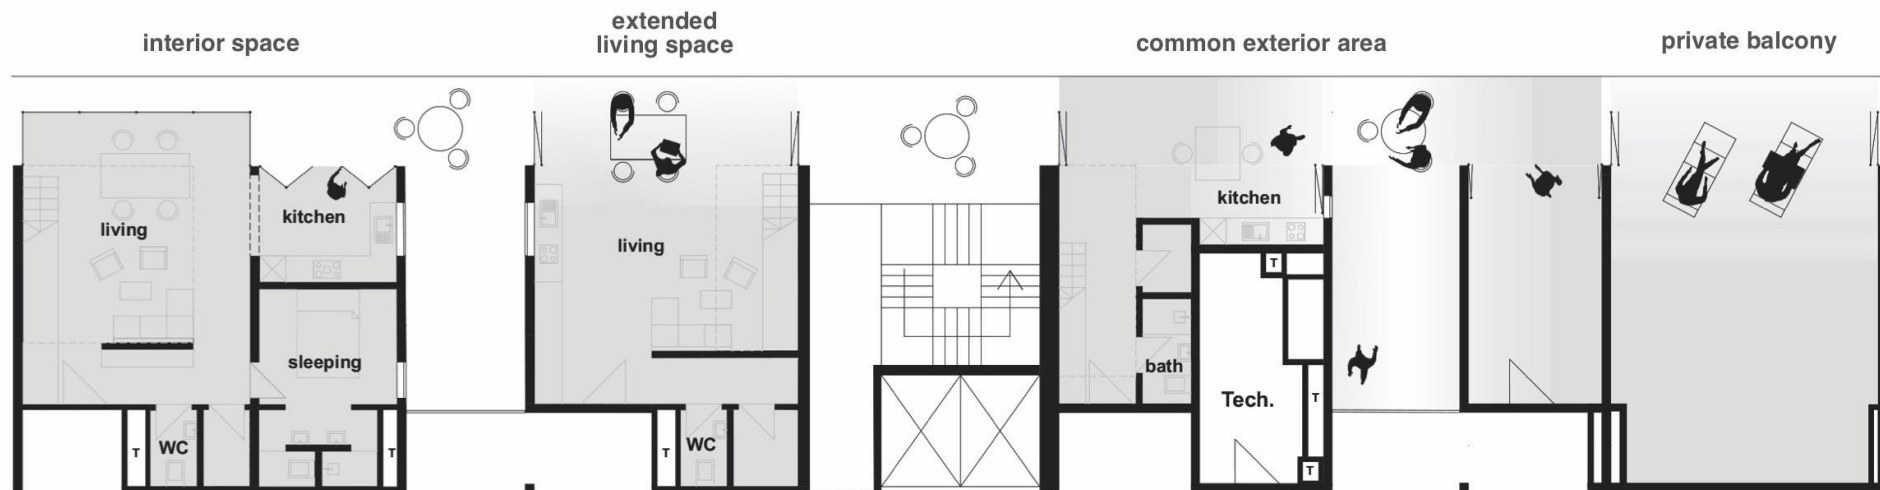 interior space
extended
living space
common exterior area
private balcony
living
kitchen
sleeping
WC
T
T
living
WC
T
kitchen
bath
Tech.
T
T
T